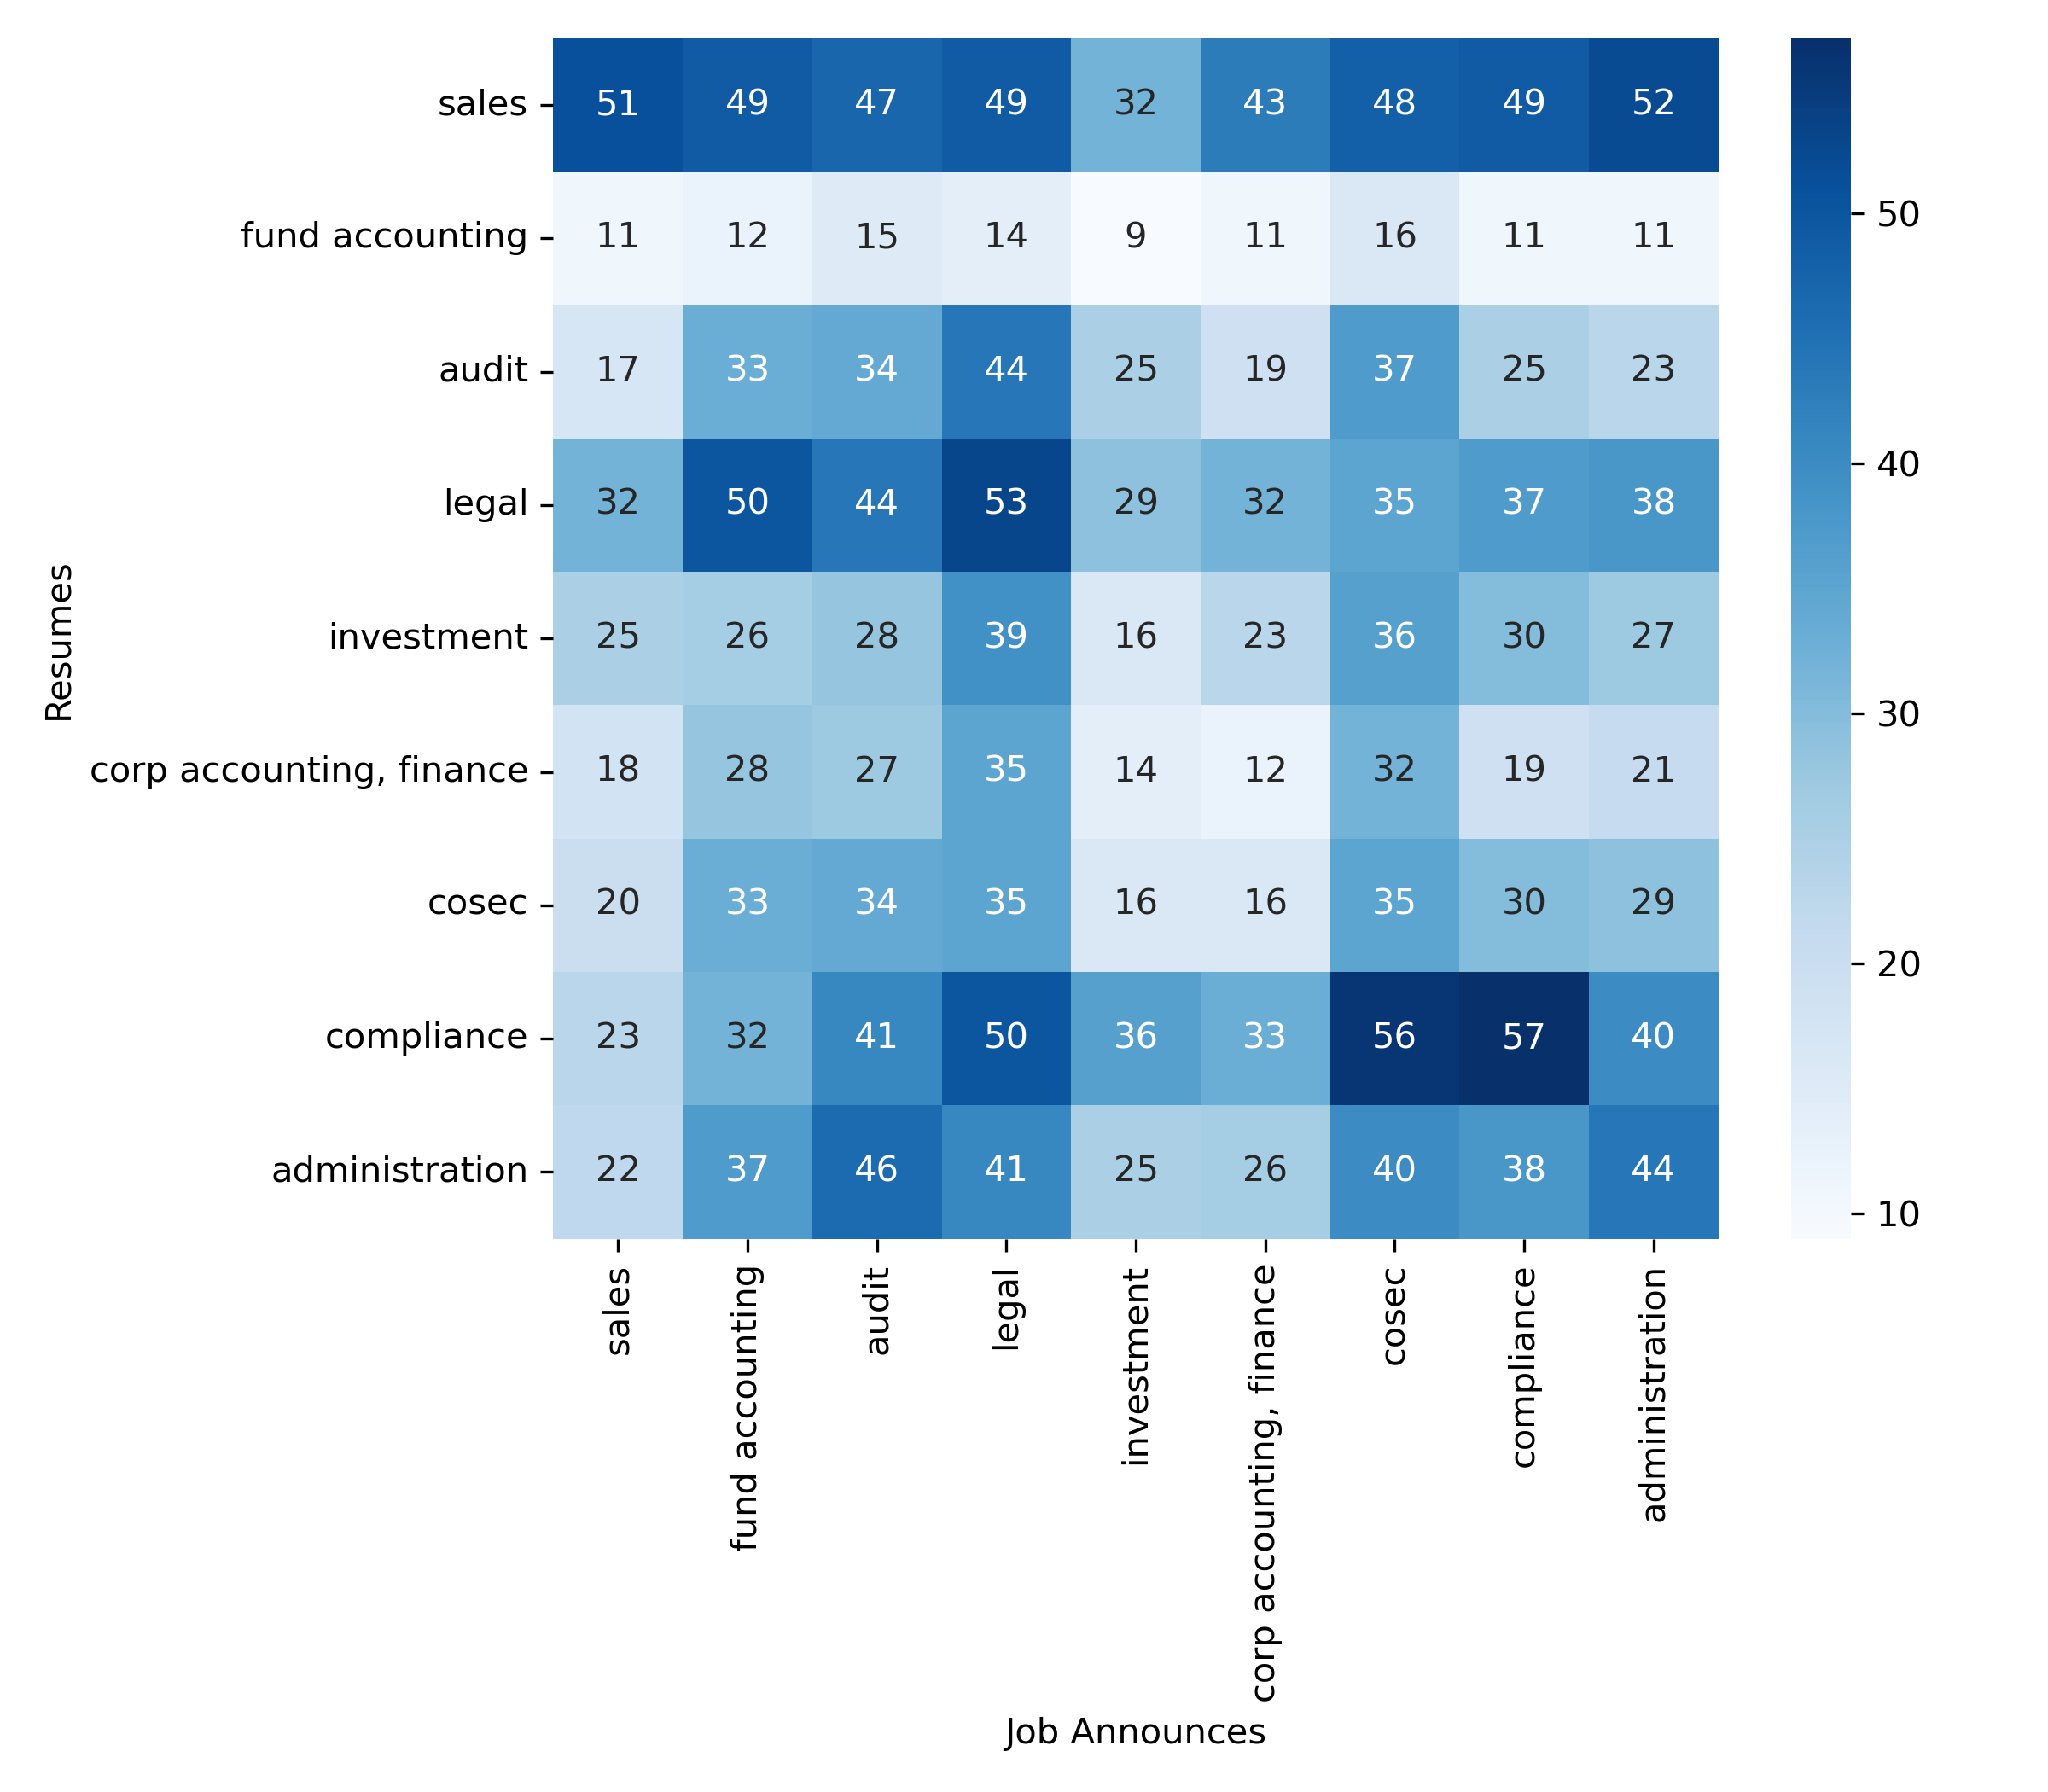 sales 51 49 47 49 32 43 48 49 52
fund accounting 11 12 15 14 9 11 16 11 11
audit 17 33 34 44 25 19 37 25 23
legal 32 50 44 53 29 32 35 37 38
investment 25 26 28 39 16 23 36 30 27
corp accounting, finance 18 28 27 35 14 12 32 19 21
cosec 20 33 34 35 16 16 35 30 29
compliance 23 32 41 50 36 33 56 57 40
administration 22 37 46 41 25 26 40 38 44
Resumes
sales
fund accounting
audit
legal
investment
corp accounting, finance
cosec
compliance
administration
Job Announces
50
40
30
20
10